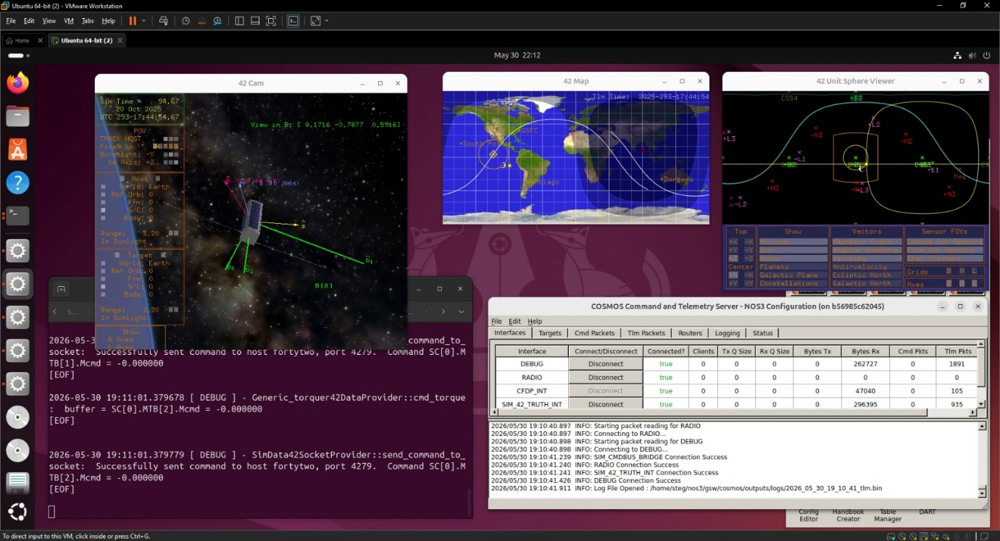 Ubuntu 64-bit (2) - VMware Workstation
File Edit View VM Tabs Help
Home
Ubuntu 64-bit (2)
May 30 22:12
42 Cam
Sim Time = 94.67
20 Oct 2025
UTC 293-17:44:54.67
View in B: [ 0.1716 -0.7877 0.5916]
POV
TRACK HOST
Fixed in
Boresight: -Y
Up Axis: +Z
Host
World: Earth
Ref Orb: 0
Frm: 0
S/C: 0
Body: 0
Range: 3.20
In Sunlight
Target
World: Earth
Ref Orb: 0
Frm: 0
S/C: 0
Body: 0
Range: 3.20
In Sunlight
Show
N Axes
B[0]
42 Map
Tlm Time: 2025-293-17:44:54
GSFC
South Po
tiago
Dongara
42 Unit Sphere Viewer
CSS4
+L2
+L3
-N3
-N2
-L1
+N2
+L3
+N3
-L2
Top
Show
Vectors
Sensor FOVs
+X -X
Horizon
Magnetic Field
Coarse Sun Sensors
+Y -Y
Sun
Angular Momentum
Fine Sun Sensors
+Z -Z
Moons
Velocity
Star Trackers
Center
Planets
Anti-velocity
+X -X
Galactic Plane
Ecliptic North
Grids B N L
+Y -Y
Constellations
Galactic North
Axes
s...
2026-05-3
command_to_
socket: Successfully sent command to host fortytwo, port 4279. Command SC[0].M
TB[1].Mcmd = -0.000000
[EOF]
2026-05-30 19:11:01.379678 [ DEBUG ] - Generic_torquer42DataProvider::cmd_torque
: buffer = SC[0].MTB[2].Mcmd = -0.000000
[EOF]
2026-05-30 19:11:01.379779 [ DEBUG ] - SimData42SocketProvider::send_command_to_
socket: Successfully sent command to host fortytwo, port 4279. Command SC[0].M
TB[2].Mcmd = -0.000000
[EOF]
COSMOS Command and Telemetry Server - NOS3 Configuration (on b56985c62045)
File Edit Help
Interfaces Targets Cmd Packets Tlm Packets Routers Logging Status
Interface Connect/Disconnect Connected? Clients Tx Q Size Rx Q Size Bytes Tx Bytes Rx Cmd Pkts Tlm Pkts
DEBUG Disconnect true 0 0 0 0 262727 0 1891
RADIO Disconnect true 0 0 0 0 0 0 0
CFDP_INT Disconnect true 0 0 0 0 47040 0 105
SIM_42_TRUTH_INT Disconnect true 0 0 0 0 296395 0 935
2026/05/30 19:10:40.897 INFO: Starting packet reading for RADIO
2026/05/30 19:10:40.897 INFO: Connecting to RADIO...
2026/05/30 19:10:40.898 INFO: Starting packet reading for DEBUG
2026/05/30 19:10:40.898 INFO: Connecting to DEBUG...
2026/05/30 19:10:41.239 INFO: SIM_CMDBUS_BRIDGE Connection Success
2026/05/30 19:10:41.240 INFO: RADIO Connection Success
2026/05/30 19:10:41.241 INFO: SIM_42_TRUTH_INT Connection Success
2026/05/30 19:10:41.426 INFO: DEBUG Connection Success
2026/05/30 19:10:41.911 INFO: Log File Opened : /home/steg/nos3/gsw/cosmos/outputs/logs/2026_05_30_19_10_41_tlm.bin
Config Editor
Handbook Creator
Table Manager
DART
To direct input to this VM, click inside or press Ctrl+G.